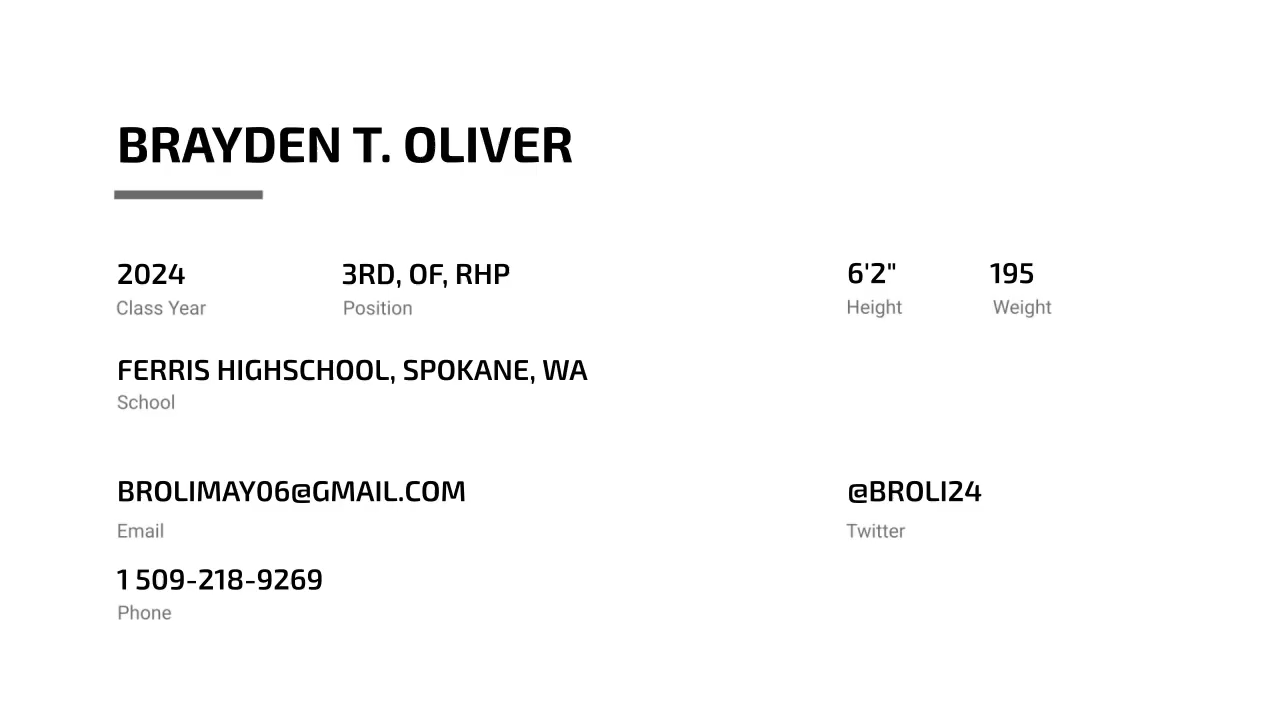 BRAYDEN T. OLIVER
2024 3RD, OF, RHP 6'2" 195
Class Year Position Height Weight
FERRIS HIGHSCHOOL, SPOKANE, WA
School
BROLIMAY06@GMAIL.COM @BROLI24
Email Twitter
1 509-218-9269
Phone